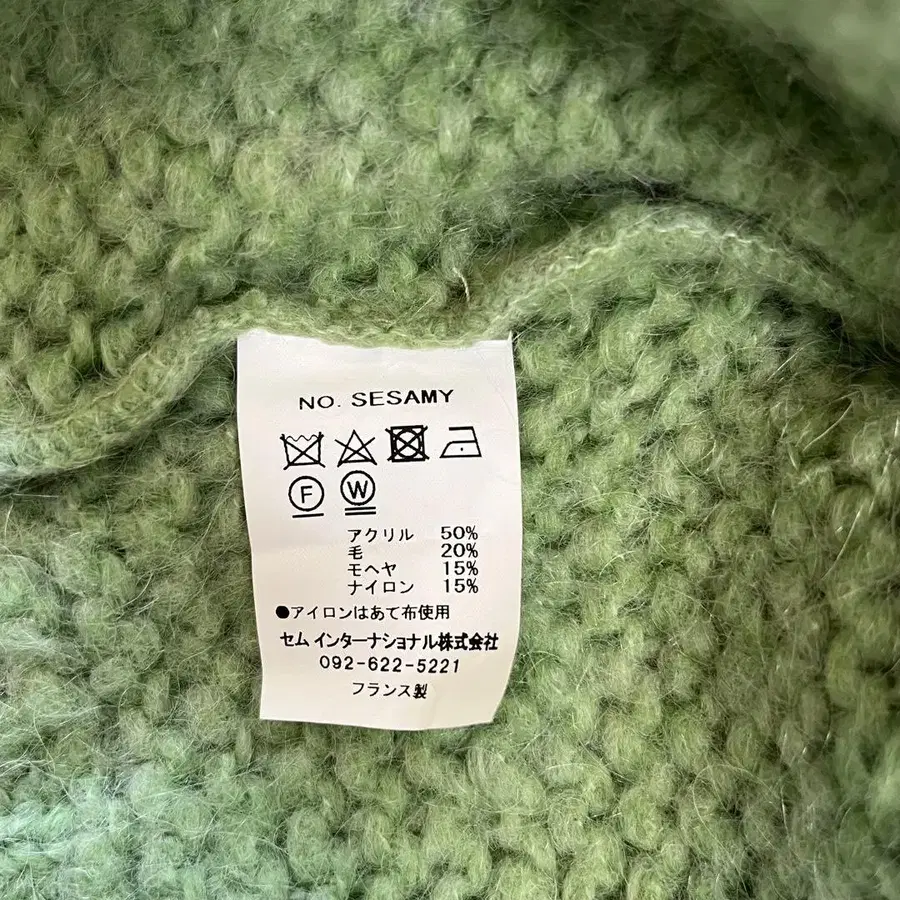 NO. SESAMY
F W
アクリル 50%
毛 20%
モヘヤ 15%
ナイロン 15%
●アイロンはあて布使用
セム インターナショナル株式会社
092-622-5221
フランス製